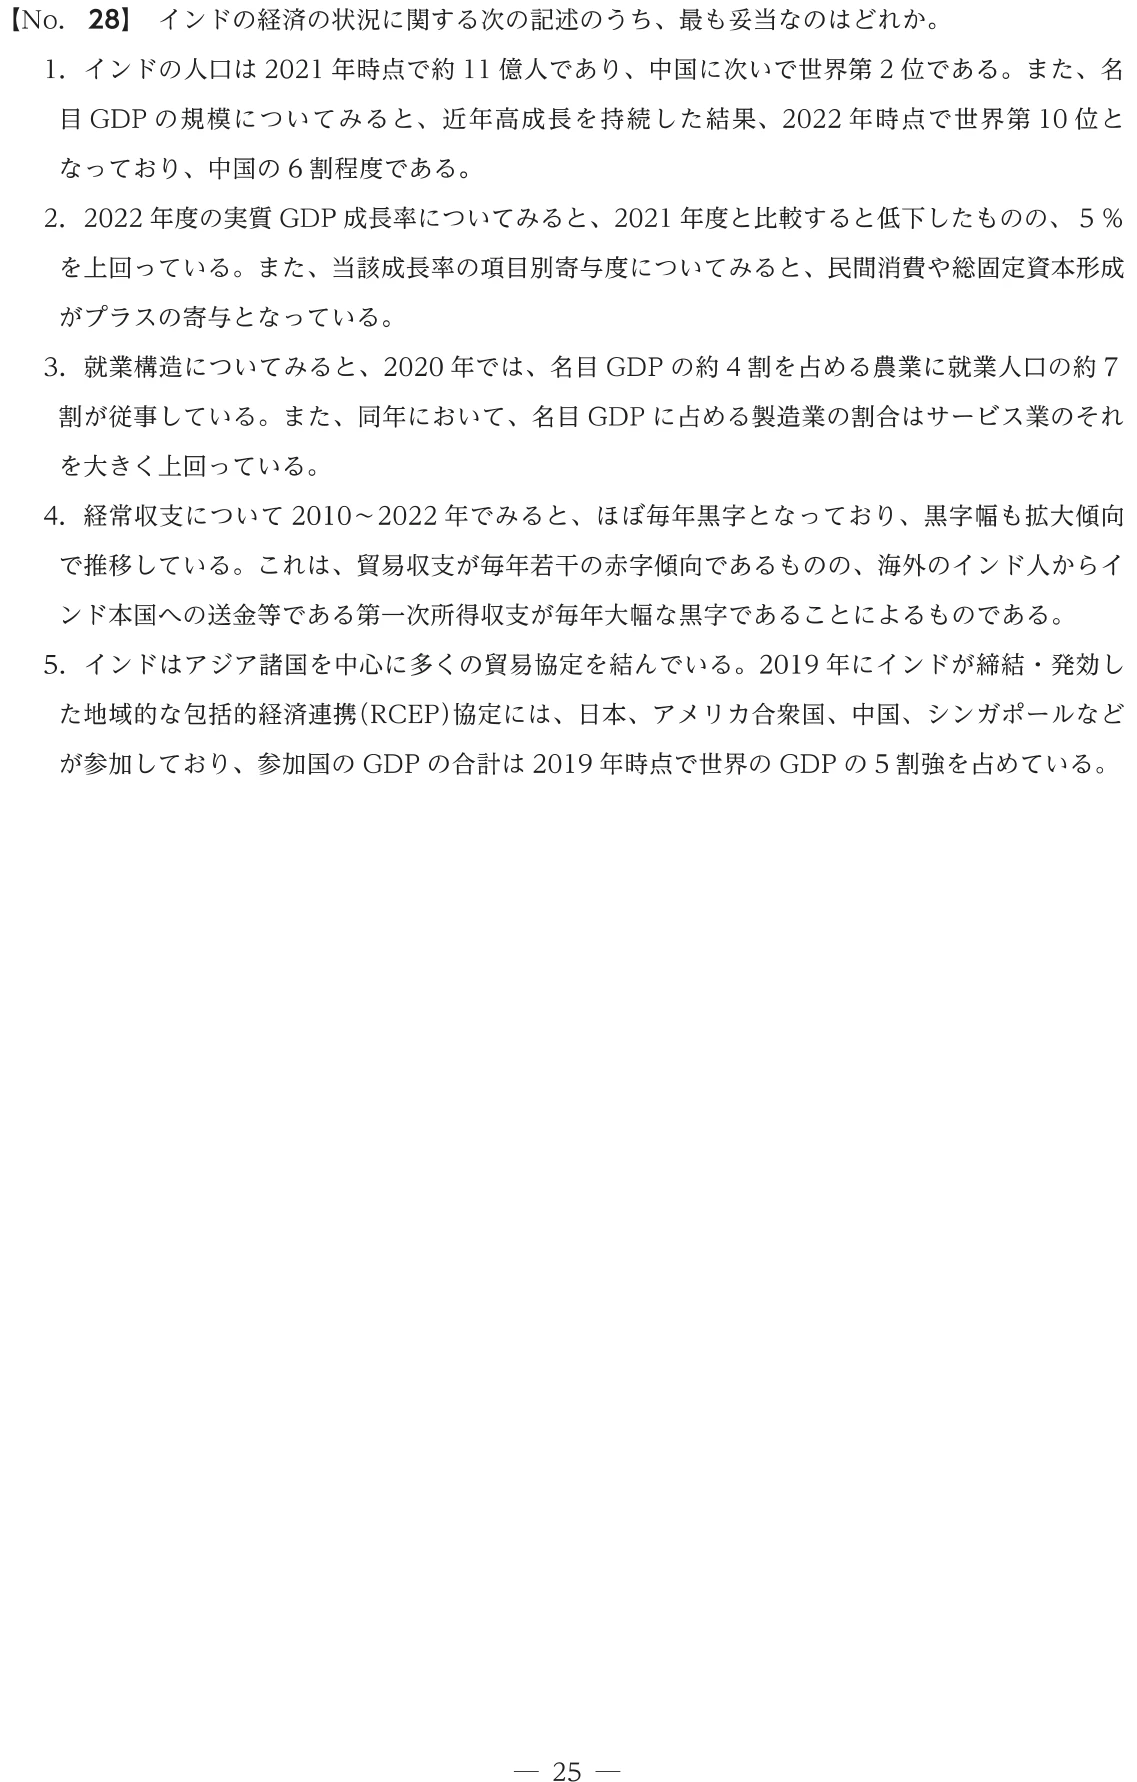 【No. 28】 インドの経済の状況に関する次の記述のうち、最も妥当なのはどれか。
1. インドの人口は 2021 年時点で約 11 億人であり、中国に次いで世界第 2 位である。また、名
目 GDP の規模についてみると、近年高成長を持続した結果、2022 年時点で世界第 10 位と
なっており、中国の 6 割程度である。
2. 2022 年度の実質 GDP 成長率についてみると、2021 年度と比較すると低下したものの、 5 %
を上回っている。また、当該成長率の項目別寄与度についてみると、民間消費や総固定資本形成
がプラスの寄与となっている。
3. 就業構造についてみると、2020 年では、名目 GDP の約 4 割を占める農業に就業人口の約 7
割が従事している。また、同年において、名目 GDP に占める製造業の割合はサービス業のそれ
を大きく上回っている。
4. 経常収支について 2010~2022 年でみると、ほぼ毎年黒字となっており、黒字幅も拡大傾向
で推移している。これは、貿易収支が毎年若干の赤字傾向であるものの、海外のインド人からイ
ンド本国への送金等である第一次所得収支が毎年大幅な黒字であることによるものである。
5. インドはアジア諸国を中心に多くの貿易協定を結んでいる。2019 年にインドが締結・発効し
た地域的な包括的経済連携(RCEP)協定には、日本、アメリカ合衆国、中国、シンガポールなど
が参加しており、参加国の GDP の合計は 2019 年時点で世界の GDP の 5 割強を占めている。
— 25 —